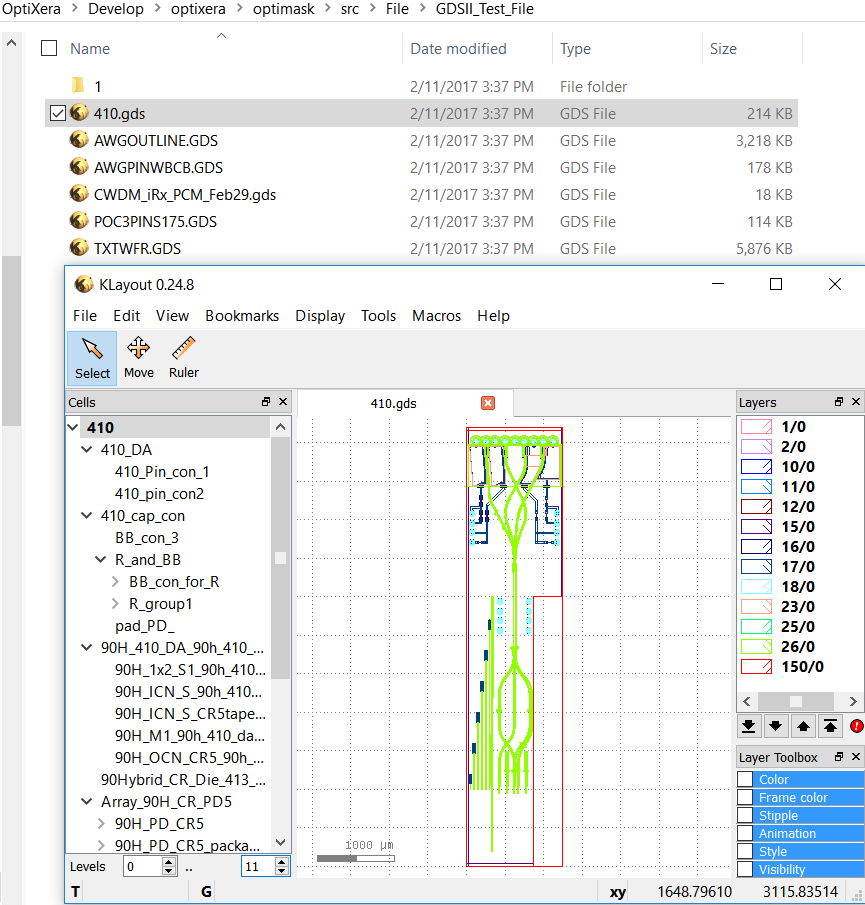 OptiXera > Develop > optixera > optimask > src > File > GDSII_Test_File
Name Date modified Type Size
1 2/11/2017 3:37 PM File folder
410.gds 2/11/2017 3:37 PM GDS File 214 KB
AWGOUTLINE.GDS 2/11/2017 3:37 PM GDS File 3,218 KB
AWGPINWBCB.GDS 2/11/2017 3:37 PM GDS File 178 KB
CWDM_iRx_PCM_Feb29.gds 2/11/2017 3:37 PM GDS File 18 KB
POC3PINS175.GDS 2/11/2017 3:37 PM GDS File 114 KB
TXTWFR.GDS 2/11/2017 3:37 PM GDS File 5,876 KB
KLayout 0.24.8
File Edit View Bookmarks Display Tools Macros Help
Select Move Ruler
Cells
410
410_DA
410_Pin_con_1
410_pin_con2
410_cap_con
BB_con_3
R_and_BB
BB_con_for_R
R_group1
pad_PD_
90H_410_DA_90h_410_...
90H_1x2_S1_90h_410...
90H_ICN_S_90h_410...
90H_ICN_S_CR5tape...
90H_M1_90h_410_da...
90H_OCN_CR5_90h_...
90Hybrid_CR_Die_413_...
Array_90H_CR_PD5
90H_PD_CR5
90H_PD_CR5_packa...
Levels 0 .. 11
410.gds
1000 µm
Layers
1/0
2/0
10/0
11/0
12/0
15/0
16/0
17/0
18/0
23/0
25/0
26/0
150/0
Layer Toolbox
Color
Frame color
Stipple
Animation
Style
Visibility
T G xy 1648.79610 3115.83514